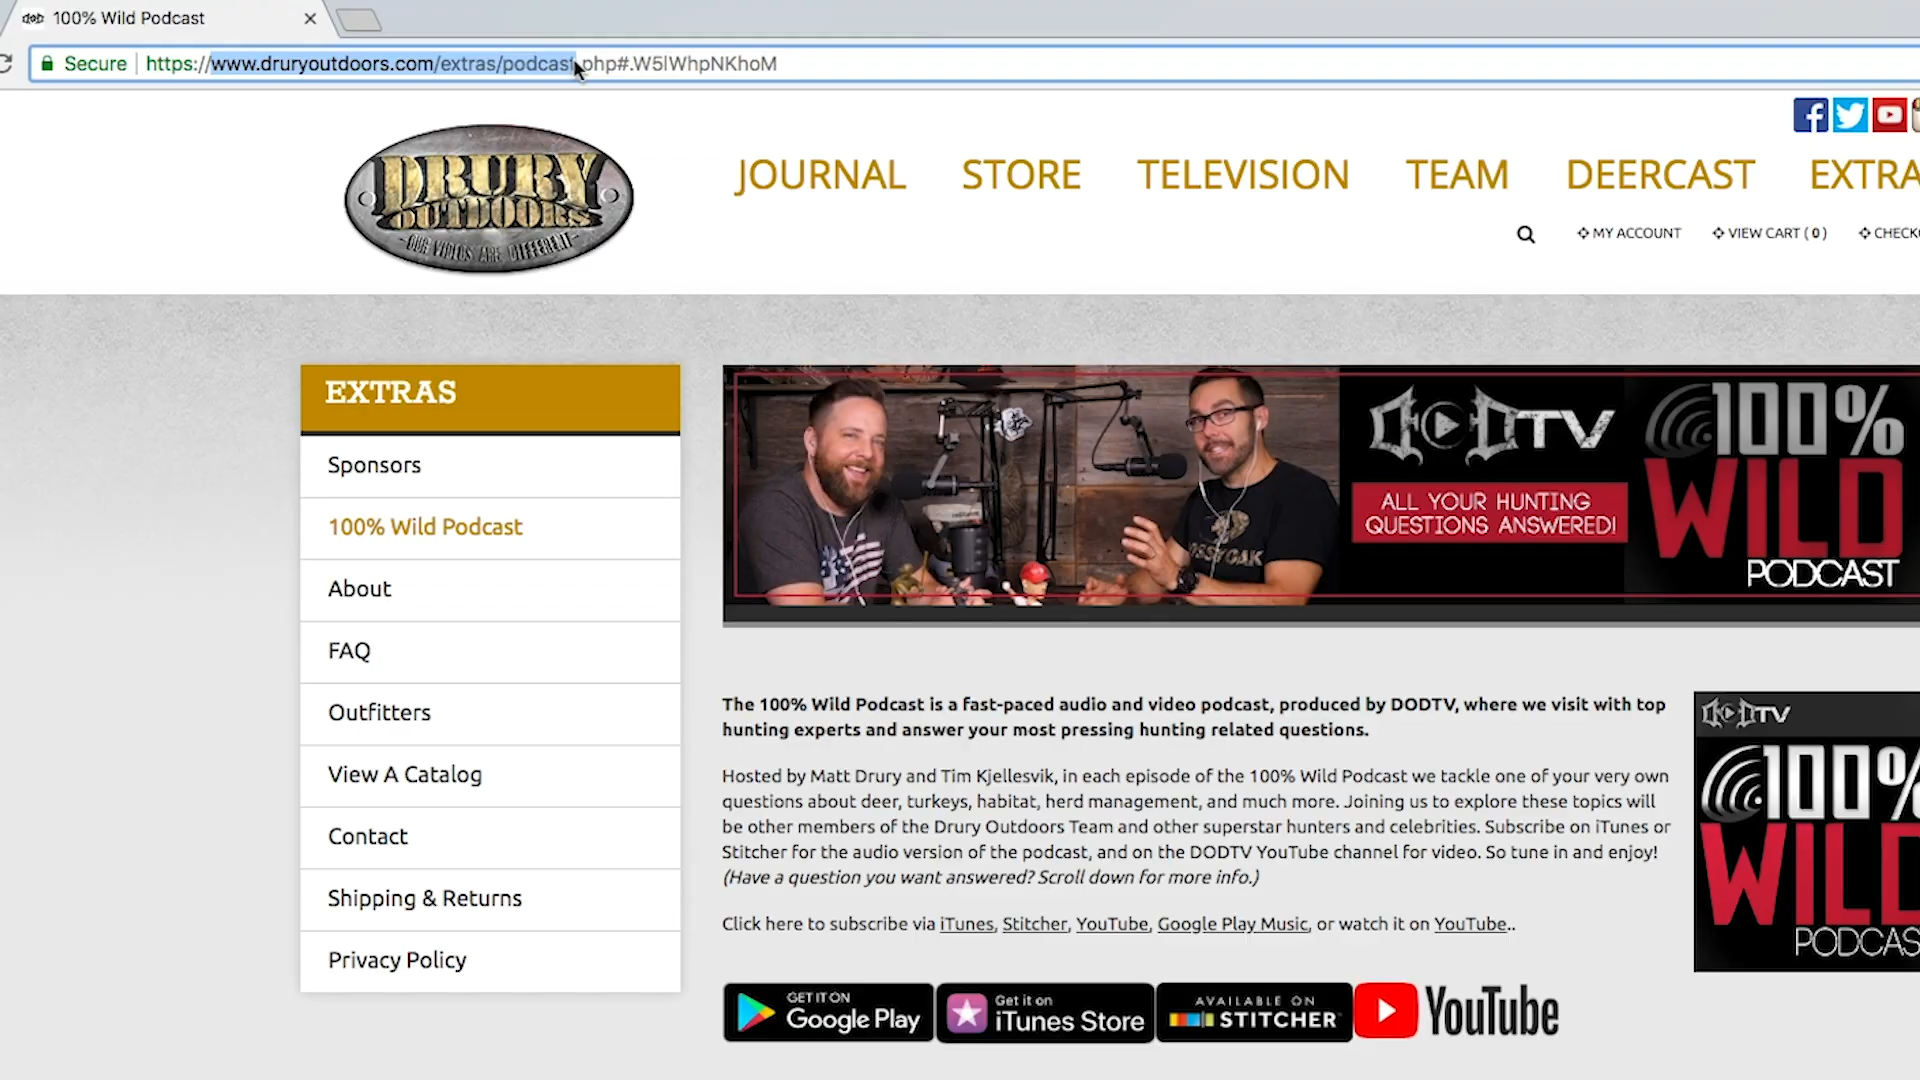 100% Wild Podcast
Secure https://www.druryoutdoors.com/extras/podcast.php#.W5lWhpNKhoM
DRURY
OUTDOORS
-OUR VIDEOS ARE DIFFERENT-
JOURNAL STORE TELEVISION TEAM DEERCAST EXTRA
MY ACCOUNT VIEW CART ( 0 ) CHECKO
EXTRAS
Sponsors
100% Wild Podcast
About
FAQ
Outfitters
View A Catalog
Contact
Shipping & Returns
Privacy Policy
MOSSY OAK
DODTV
ALL YOUR HUNTING
QUESTIONS ANSWERED!
100%
WILD
PODCAST
The 100% Wild Podcast is a fast-paced audio and video podcast, produced by DODTV, where we visit with top
hunting experts and answer your most pressing hunting related questions.
Hosted by Matt Drury and Tim Kjellesvik, in each episode of the 100% Wild Podcast we tackle one of your very own
questions about deer, turkeys, habitat, herd management, and much more. Joining us to explore these topics will
be other members of the Drury Outdoors Team and other superstar hunters and celebrities. Subscribe on iTunes or
Stitcher for the audio version of the podcast, and on the DODTV YouTube channel for video. So tune in and enjoy!
(Have a question you want answered? Scroll down for more info.)
Click here to subscribe via iTunes, Stitcher, YouTube, Google Play Music, or watch it on YouTube..
GET IT ON
Google Play
Get it on
iTunes Store
AVAILABLE ON
STITCHER
YouTube
DODTV
100%
WILD
PODCAS